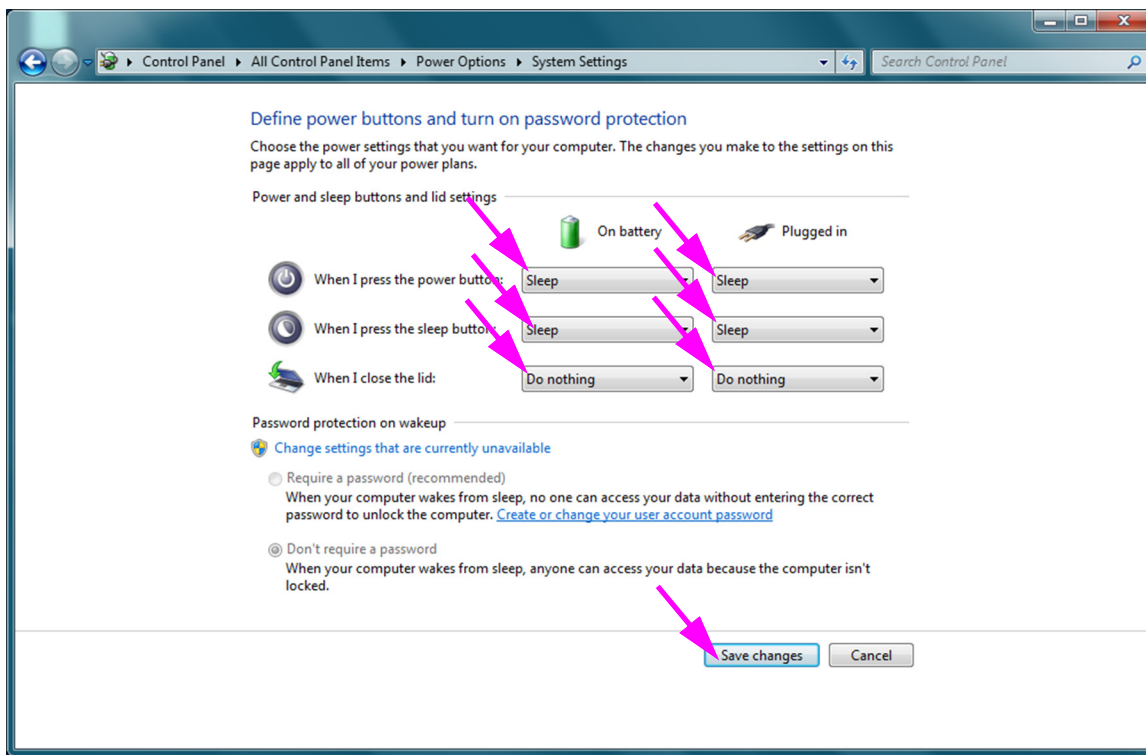 Control Panel ▸ All Control Panel Items ▸ Power Options ▸ System Settings
Search Control Panel
Define power buttons and turn on password protection
Choose the power settings that you want for your computer. The changes you make to the settings on this
page apply to all of your power plans.
Power and sleep buttons and lid settings
On battery
Plugged in
When I press the power button:
Sleep
Sleep
When I press the sleep button:
Sleep
Sleep
When I close the lid:
Do nothing
Do nothing
Password protection on wakeup
Change settings that are currently unavailable
Require a password (recommended)
When your computer wakes from sleep, no one can access your data without entering the correct
password to unlock the computer. Create or change your user account password
Don't require a password
When your computer wakes from sleep, anyone can access your data because the computer isn't
locked.
Save changes
Cancel